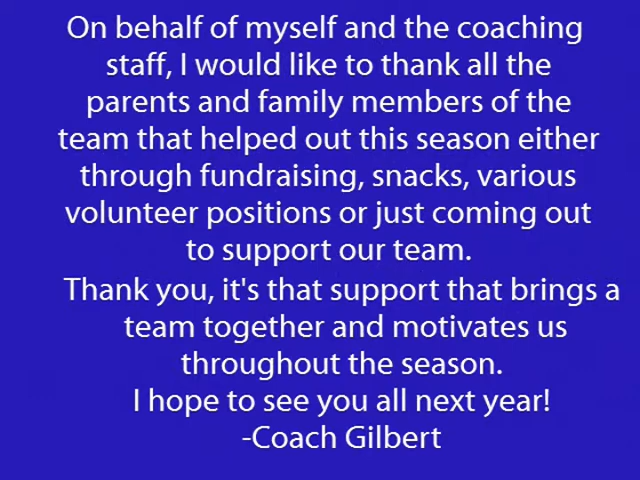 On behalf of myself and the coaching
staff, I would like to thank all the
parents and family members of the
team that helped out this season either
through fundraising, snacks, various
volunteer positions or just coming out
to support our team.
Thank you, it's that support that brings a
team together and motivates us
throughout the season.
I hope to see you all next year!
-Coach Gilbert